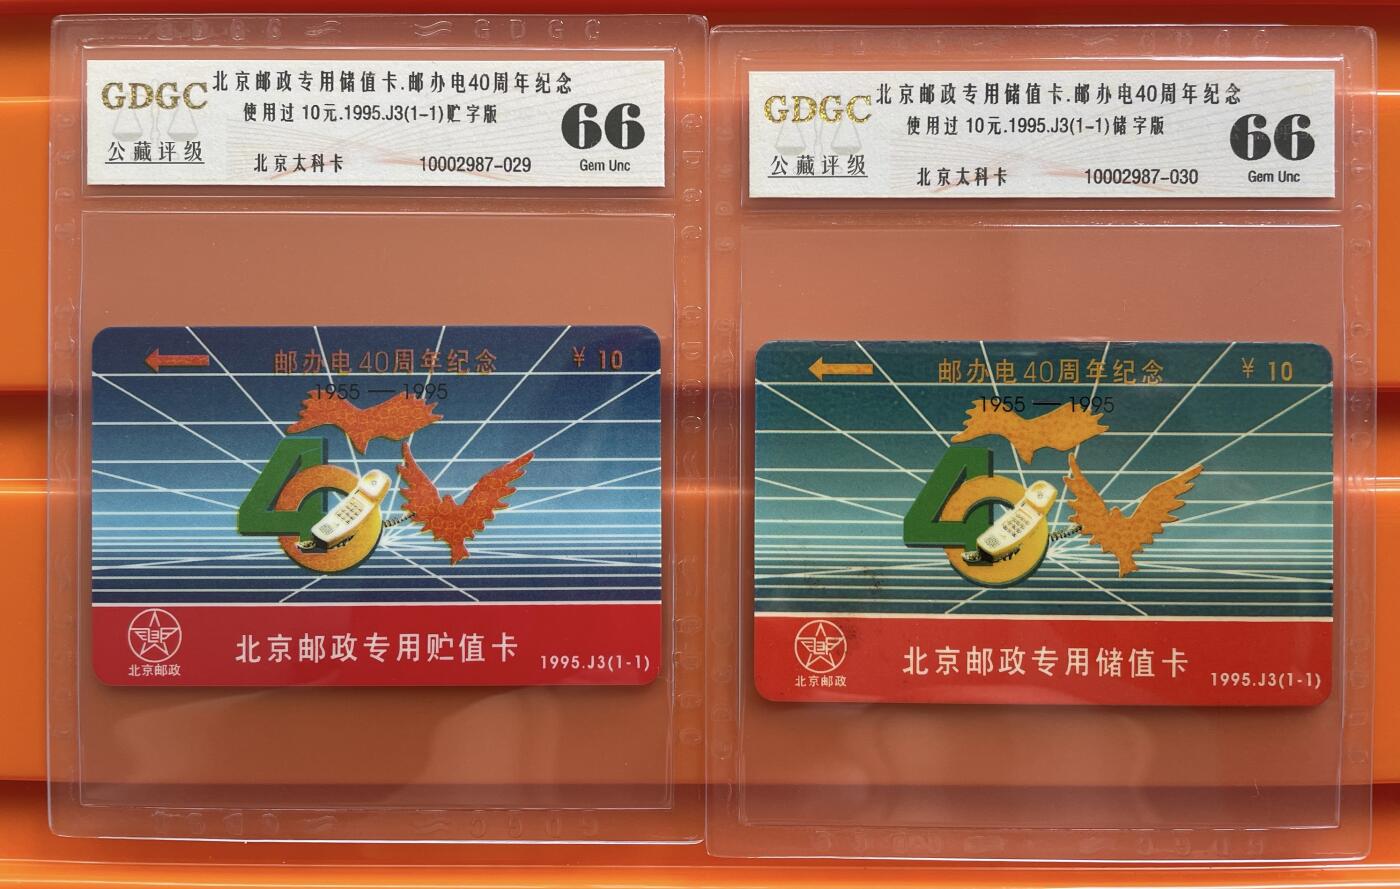 GDGC
公藏评级
北京邮政专用储值卡.邮办电40周年纪念
使用过 10元.1995.J3(1-1)贮字版
北京太科卡 10002987-029
66
Gem Unc
邮办电40周年纪念
¥ 10
1955 — 1995
40
北京邮政
北京邮政专用贮值卡
1995.J3(1-1)
GDGC
公藏评级
北京邮政专用储值卡.邮办电40周年纪念
使用过 10元.1995.J3(1-1)储字版
北京太科卡 10002987-030
66
Gem Unc
邮办电40周年纪念
¥ 10
1955 — 1995
40
北京邮政
北京邮政专用储值卡
1995.J3(1-1)